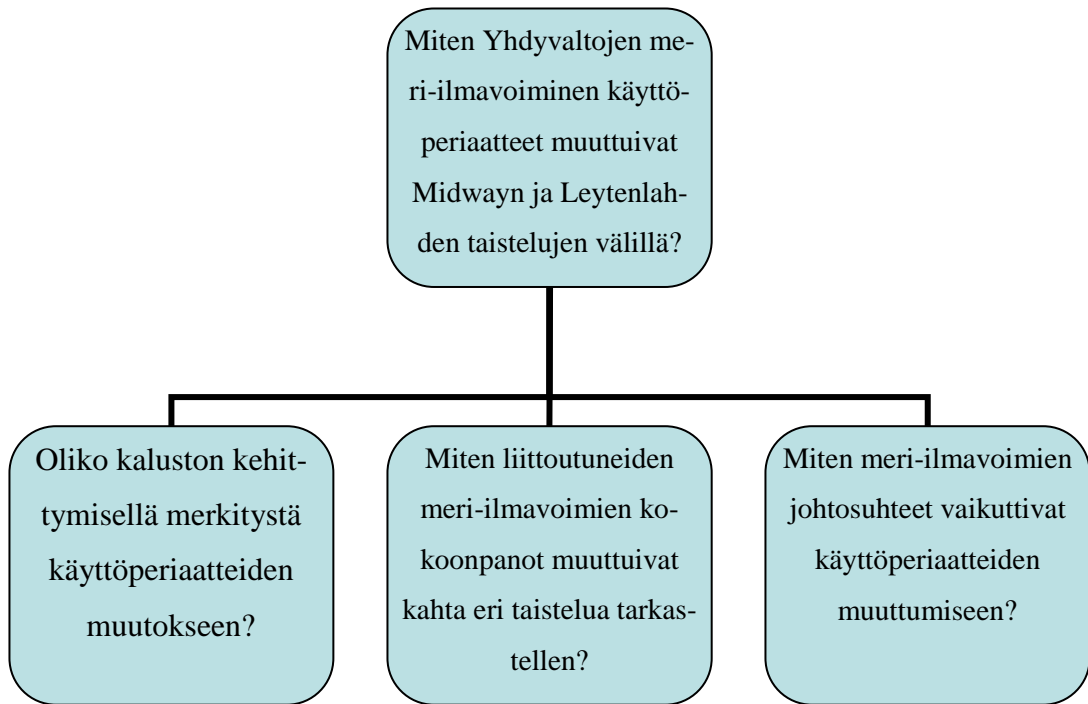 Miten Yhdyvaltojen me-
ri-ilmavoiminen käyttö-
periaatteet muuttuivat
Midwayn ja Leytenlah-
den taistelujen välillä?
Oliko kaluston kehit-
tymisellä merkitystä
käyttöperiaatteiden
muutokseen?
Miten liittoutuneiden
meri-ilmavoimien ko-
koonpanot muuttuivat
kahta eri taistelua tarkas-
tellen?
Miten meri-ilmavoimien
johtosuhteet vaikuttivat
käyttöperiaatteiden
muuttumiseen?